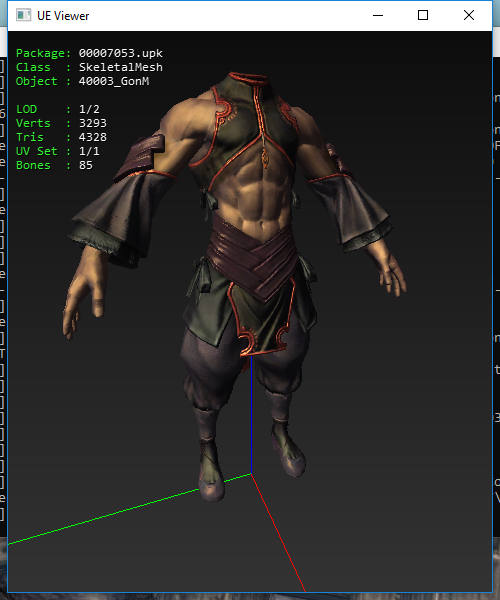 UE Viewer
Package: 00007053.upk
Class : SkeletalMesh
Object : 40003_GonM
LOD : 1/2
Verts : 3293
Tris : 4328
UV Set : 1/1
Bones : 85